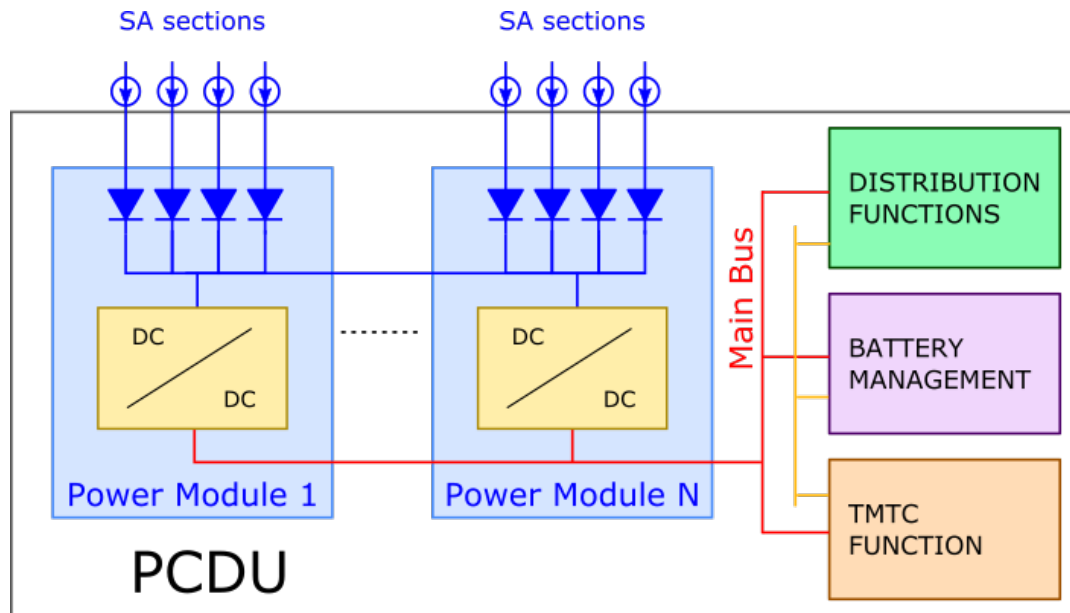 SA sections
SA sections
DISTRIBUTION
FUNCTIONS
Main Bus
DC
DC
DC
DC
BATTERY
MANAGEMENT
Power Module 1
Power Module N
TMTC
FUNCTION
PCDU